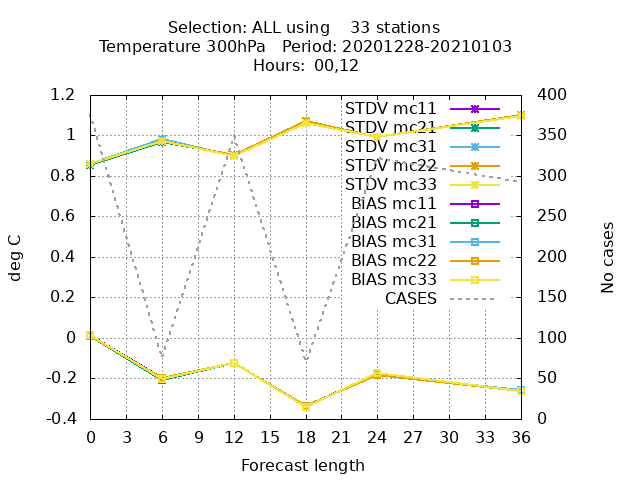 Selection: ALL using 33 stations
Temperature 300hPa Period: 20201228-20210103
Hours: 00,12
1.2
1
0.8
0.6
0.4
0.2
0
-0.2
-0.4
deg C
STDV mc11
STDV mc21
STDV mc31
STDV mc22
STDV mc33
BIAS mc11
BIAS mc21
BIAS mc31
BIAS mc22
BIAS mc33
CASES
400
350
300
250
200
150
100
50
0
No cases
0 3 6 9 12 15 18 21 24 27 30 33 36
Forecast length